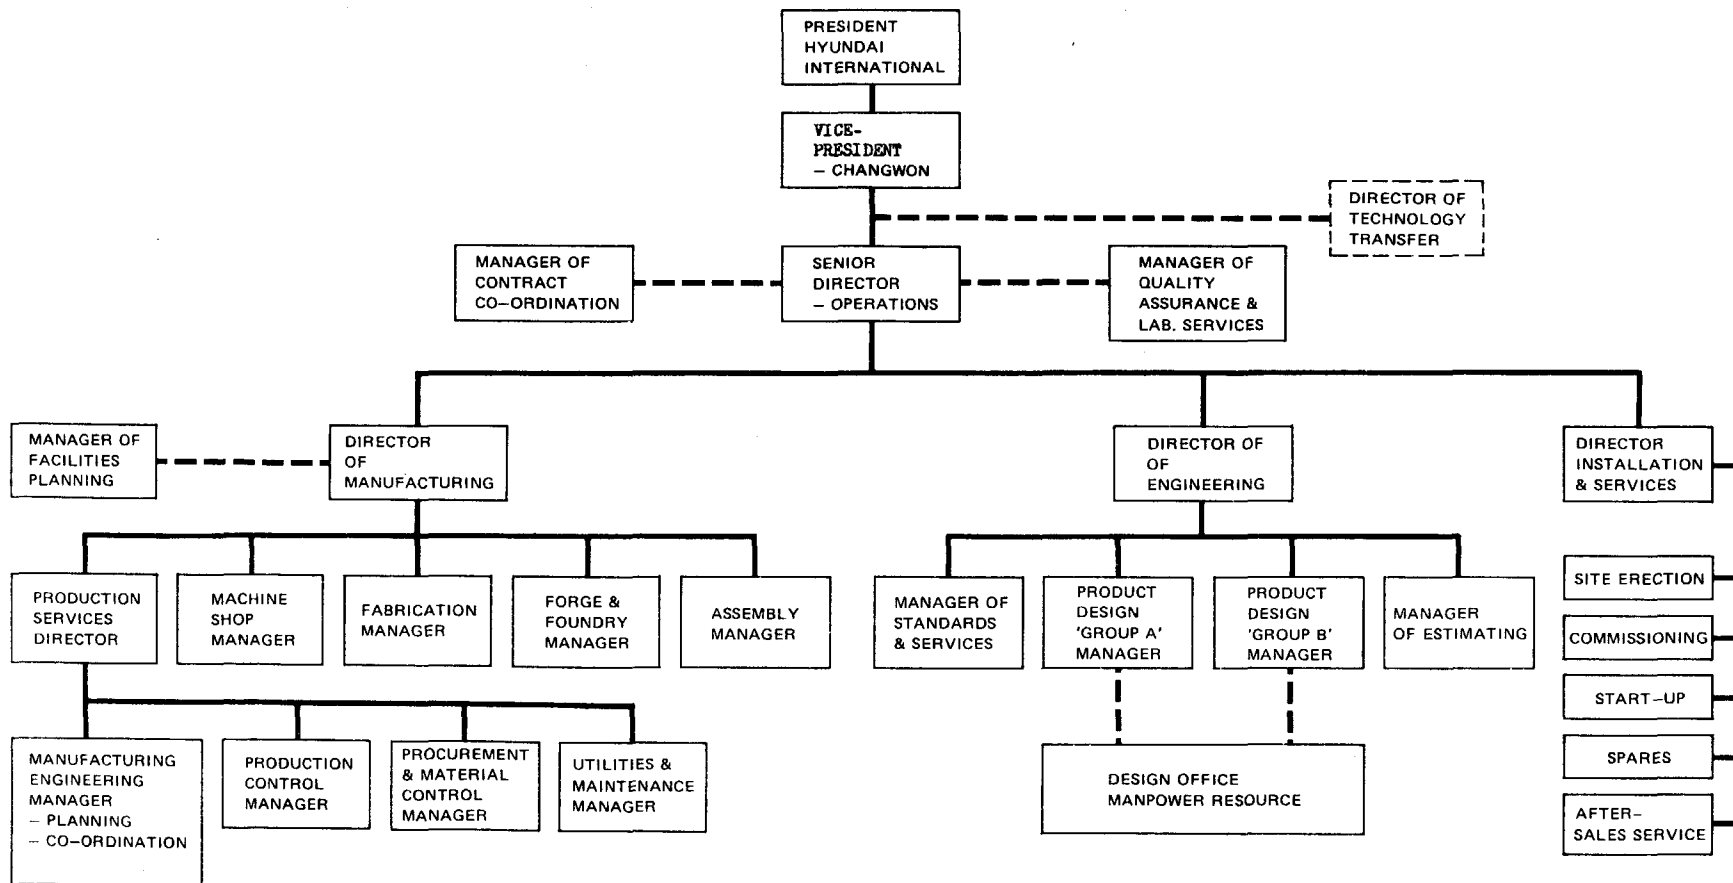 PRESIDENT
HYUNDAI
INTERNATIONAL
VICE-
PRESIDENT
– CHANGWON
DIRECTOR OF
TECHNOLOGY
TRANSFER
MANAGER OF
CONTRACT
CO–ORDINATION
SENIOR
DIRECTOR
– OPERATIONS
MANAGER OF
QUALITY
ASSURANCE &
LAB. SERVICES
MANAGER OF
FACILITIES
PLANNING
DIRECTOR
OF
MANUFACTURING
DIRECTOR OF
OF
ENGINEERING
DIRECTOR
INSTALLATION
& SERVICES
PRODUCTION
SERVICES
DIRECTOR
MACHINE
SHOP
MANAGER
FABRICATION
MANAGER
FORGE &
FOUNDRY
MANAGER
ASSEMBLY
MANAGER
MANAGER OF
STANDARDS
& SERVICES
PRODUCT
DESIGN
'GROUP A'
MANAGER
PRODUCT
DESIGN
'GROUP B'
MANAGER
MANAGER
OF ESTIMATING
SITE ERECTION
COMMISSIONING
START–UP
SPARES
AFTER–
SALES SERVICE
MANUFACTURING
ENGINEERING
MANAGER
– PLANNING
– CO–ORDINATION
PRODUCTION
CONTROL
MANAGER
PROCUREMENT
& MATERIAL
CONTROL
MANAGER
UTILITIES &
MAINTENANCE
MANAGER
DESIGN OFFICE
MANPOWER RESOURCE